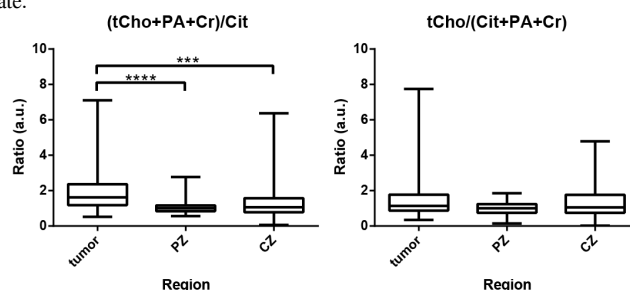 ate.
(tCho+PA+Cr)/Cit
10
8
6
4
2
0
Ratio (a.u.)
****
***
tumor
PZ
CZ
Region
tCho/(Cit+PA+Cr)
10
8
6
4
2
0
Ratio (a.u.)
tumor
PZ
CZ
Region